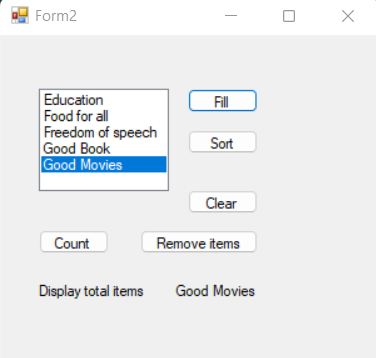 Form2
Education
Food for all
Freedom of speech
Good Book
Good Movies
Fill
Sort
Clear
Count
Remove items
Display total items
Good Movies